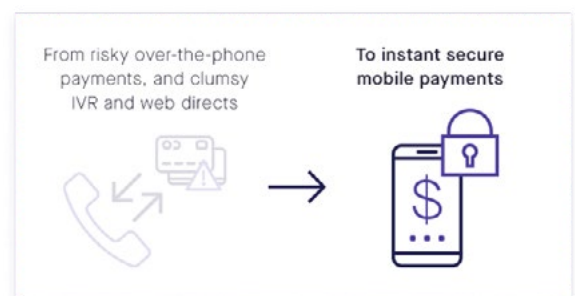 From risky over-the-phone
payments, and clumsy
IVR and web directs
To instant secure
mobile payments
$